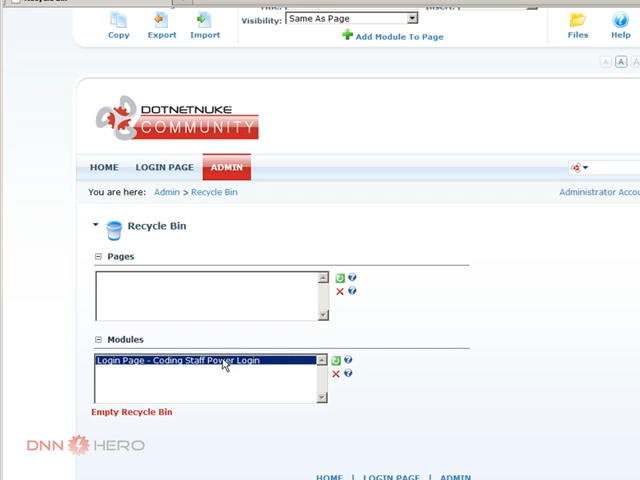 Visibility:
Same As Page
Copy
Export
Import
Add Module To Page
Files
Help
A
DOTNETNUKE
COMMUNITY
HOME
LOGIN PAGE
ADMIN
You are here: Admin > Recycle Bin
Administrator Accou
Recycle Bin
Pages
Modules
Login Page - Coding Staff Power Login
Empty Recycle Bin
DNN HERO
HOME | LOGIN PAGE | ADMIN